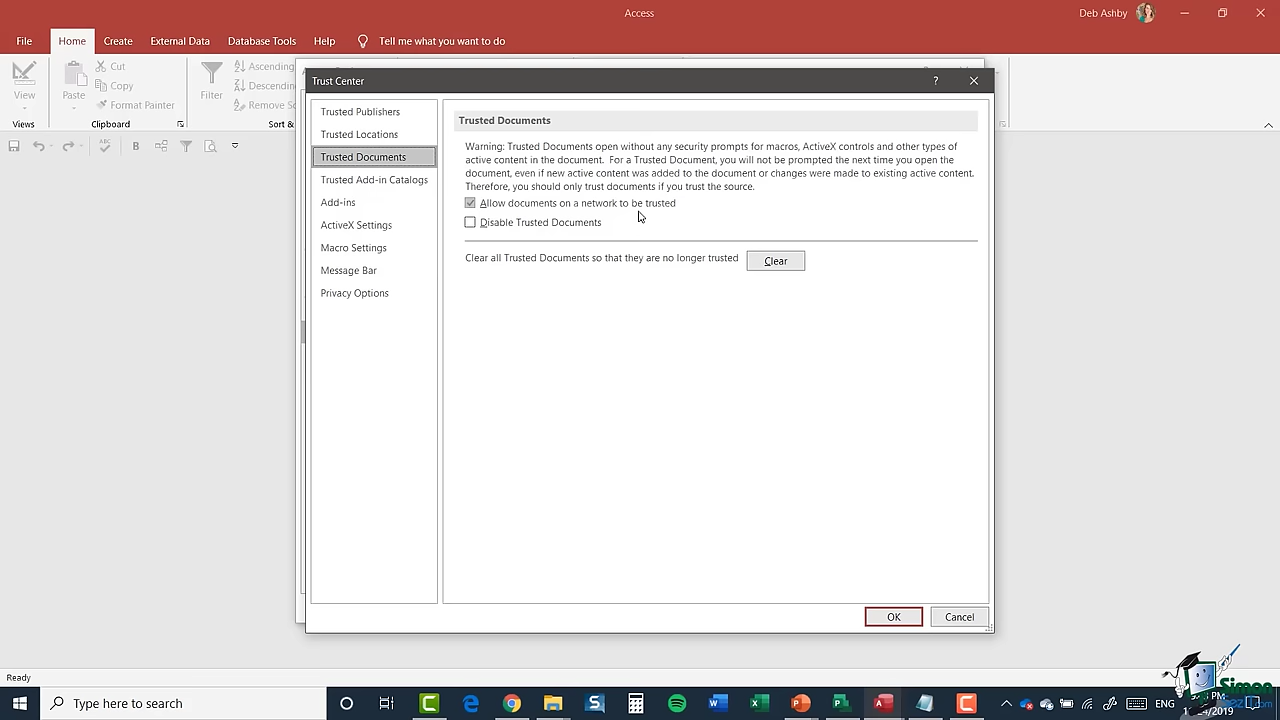 Access
Deb Ashby
File
Home
Create
External Data
Database Tools
Help
Tell me what you want to do
View
Views
Paste
Cut
Copy
Format Painter
Clipboard
Filter
Ascending
Descending
Remove So
Sort &
Trust Center
?
Trusted Publishers
Trusted Locations
Trusted Documents
Trusted Add-in Catalogs
Add-ins
ActiveX Settings
Macro Settings
Message Bar
Privacy Options
Trusted Documents
Warning: Trusted Documents open without any security prompts for macros, ActiveX controls and other types of
active content in the document. For a Trusted Document, you will not be prompted the next time you open the
document, even if new active content was added to the document or changes were made to existing active content.
Therefore, you should only trust documents if you trust the source.
Allow documents on a network to be trusted
Disable Trusted Documents
Clear all Trusted Documents so that they are no longer trusted
Clear
OK
Cancel
Ready
Type here to search
ENG
Simon